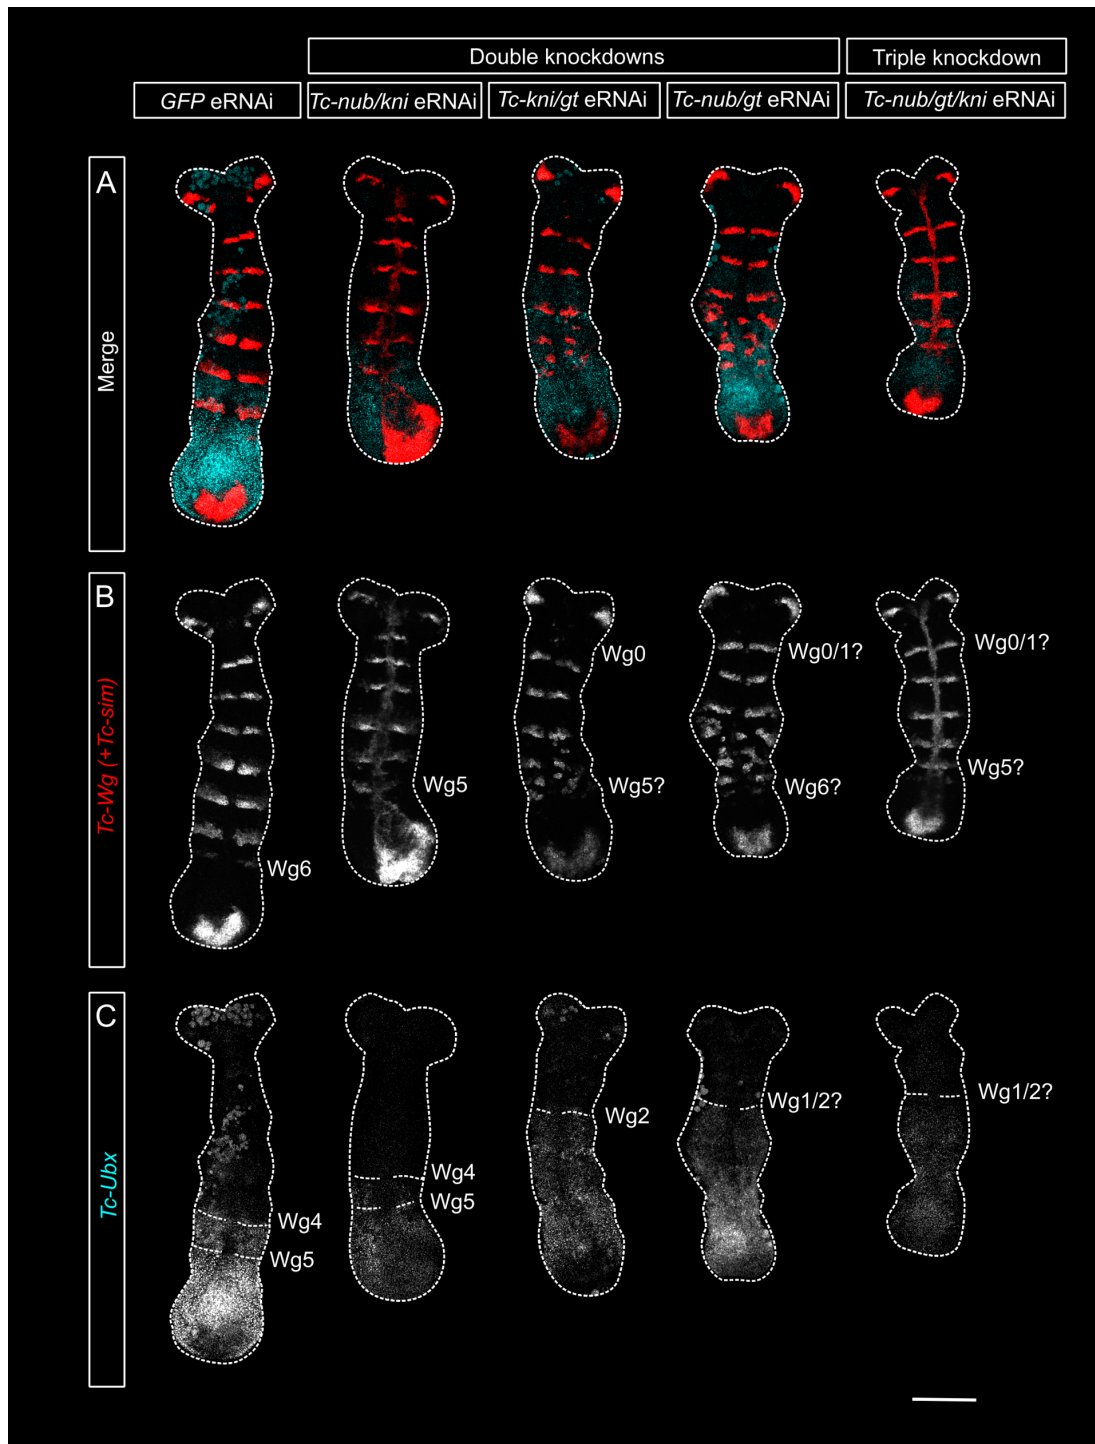 Double knockdowns
Triple knockdown
GFP eRNAi
Tc-nub/kni eRNAi
Tc-kni/gt eRNAi
Tc-nub/gt eRNAi
Tc-nub/gt/kni eRNAi
A
Merge
B
Tc-Wg (+Tc-sim)
Wg6
Wg5
Wg0
Wg5?
Wg0/1?
Wg6?
Wg0/1?
Wg5?
C
Tc-Ubx
Wg4
Wg5
Wg4
Wg5
Wg2
Wg1/2?
Wg1/2?